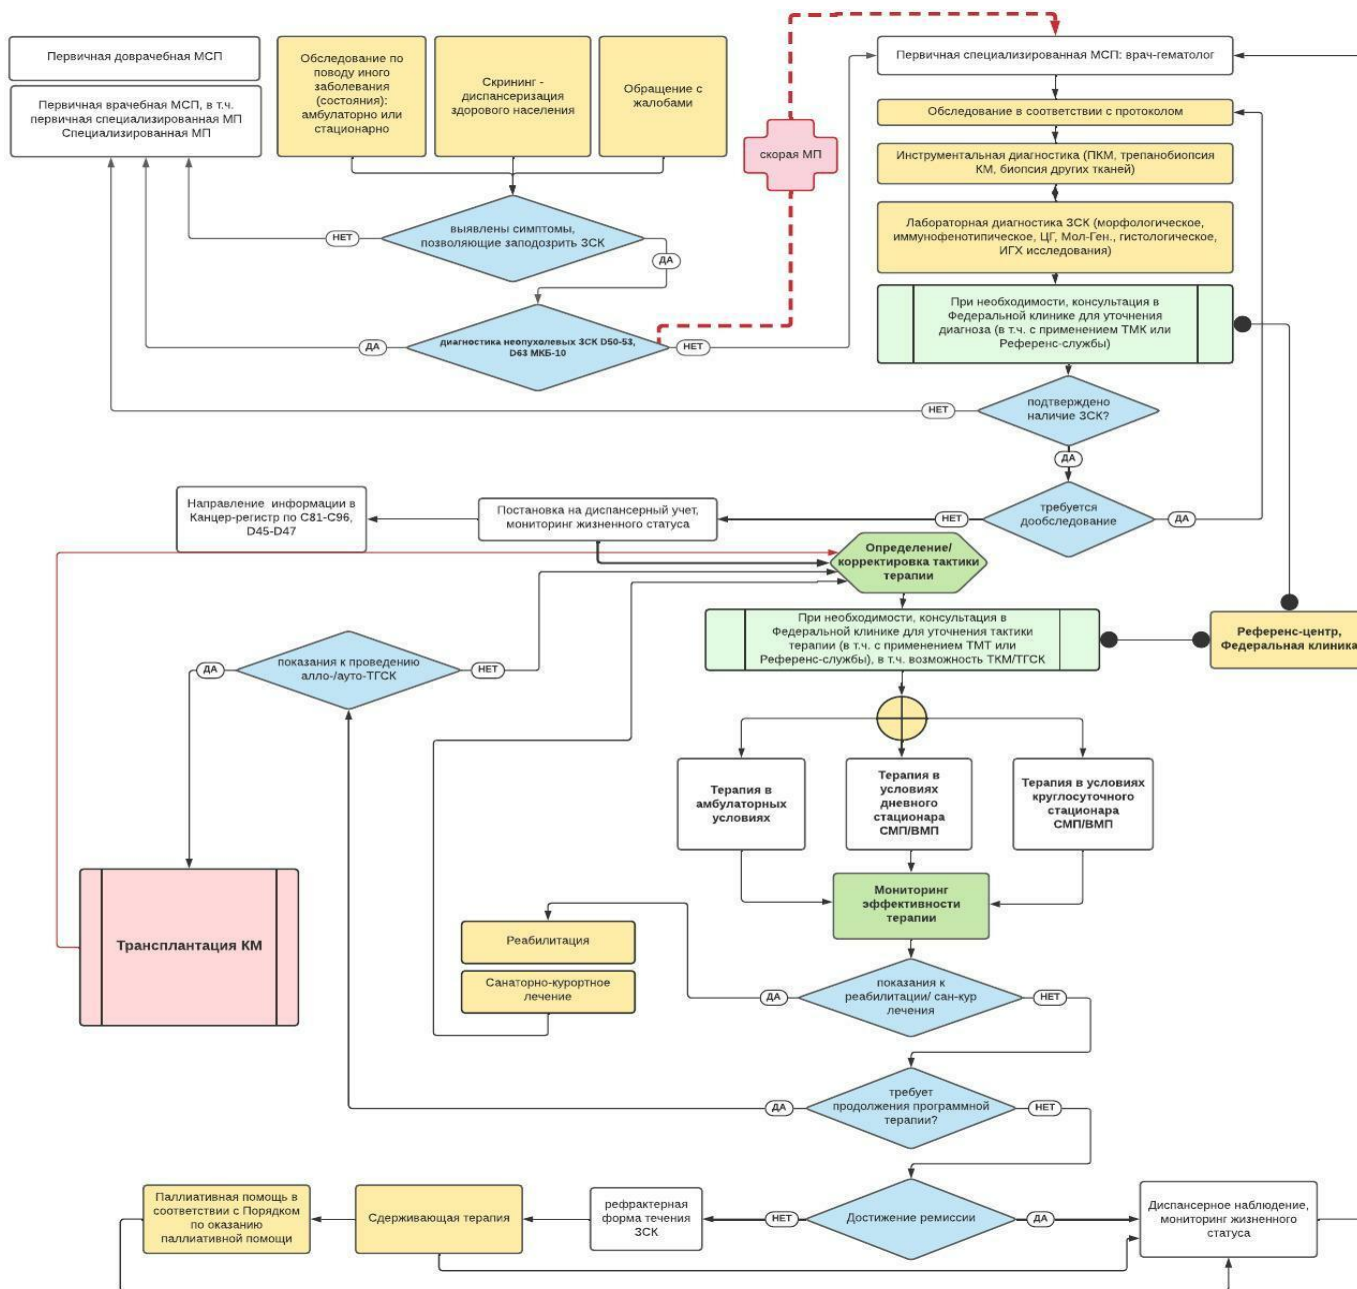 Первичная доврачебная МСП
Первичная врачебная МСП, в т.ч.
первичная специализированная МП
Специализированная МП
Обследование по
поводу иного
заболевания
(состояния):
амбулаторно или
стационарно
Скрининг -
диспансеризация
здорового населения
Обращение с
жалобами
скорая МП
Первичная специализированная МСП: врач-гематолог
Обследование в соответствии с протоколом
Инструментальная диагностика (ПКМ, трепанобиопсия
КМ, биопсия других тканей)
Лабораторная диагностика ЗСК (морфологическое,
иммунофенотипическое, ЦГ, Мол-Ген., гистологическое,
ИГХ исследования)
При необходимости, консультация в
Федеральной клинике для уточнения
диагноза (в т.ч. с применением ТМК или
Референс-службы)
выявлены симптомы,
позволяющие заподозрить ЗСК
НЕТ
ДА
диагностика неопухолевых ЗСК D50-53,
D63 МКБ-10
ДА
НЕТ
подтверждено
наличие ЗСК?
НЕТ
ДА
требуется
дообследование
НЕТ
ДА
Постановка на диспансерный учет,
мониторинг жизненного статуса
Направление информации в
Канцер-регистр по С81-С96,
D45-D47
Определение/
корректировка тактики
терапии
При необходимости, консультация в
Федеральной клинике для уточнения тактики
терапии (в т.ч. с применением ТМТ или
Референс-службы), в т.ч. возможность ТКМ/ТГСК
Референс-центр,
Федеральная клиника
показания к проведению
алло-/ауто-ТГСК
ДА
НЕТ
Терапия в
амбулаторных
условиях
Терапия в
условиях
дневного
стационара
СМП/ВМП
Терапия в условиях
круглосуточного
стационара
СМП/ВМП
Мониторинг
эффективности
терапии
Трансплантация КМ
Реабилитация
Санаторно-курортное
лечение
показания к
реабилитации/ сан-кур
лечения
ДА
НЕТ
требует
продолжения программной
терапии?
ДА
НЕТ
Паллиативная помощь в
соответствии с Порядком
по оказанию
паллиативной помощи
Сдерживающая терапия
рефрактерная
форма течения
ЗСК
НЕТ
Достижение ремиссии
ДА
Диспансерное наблюдение,
мониторинг жизненного
статуса